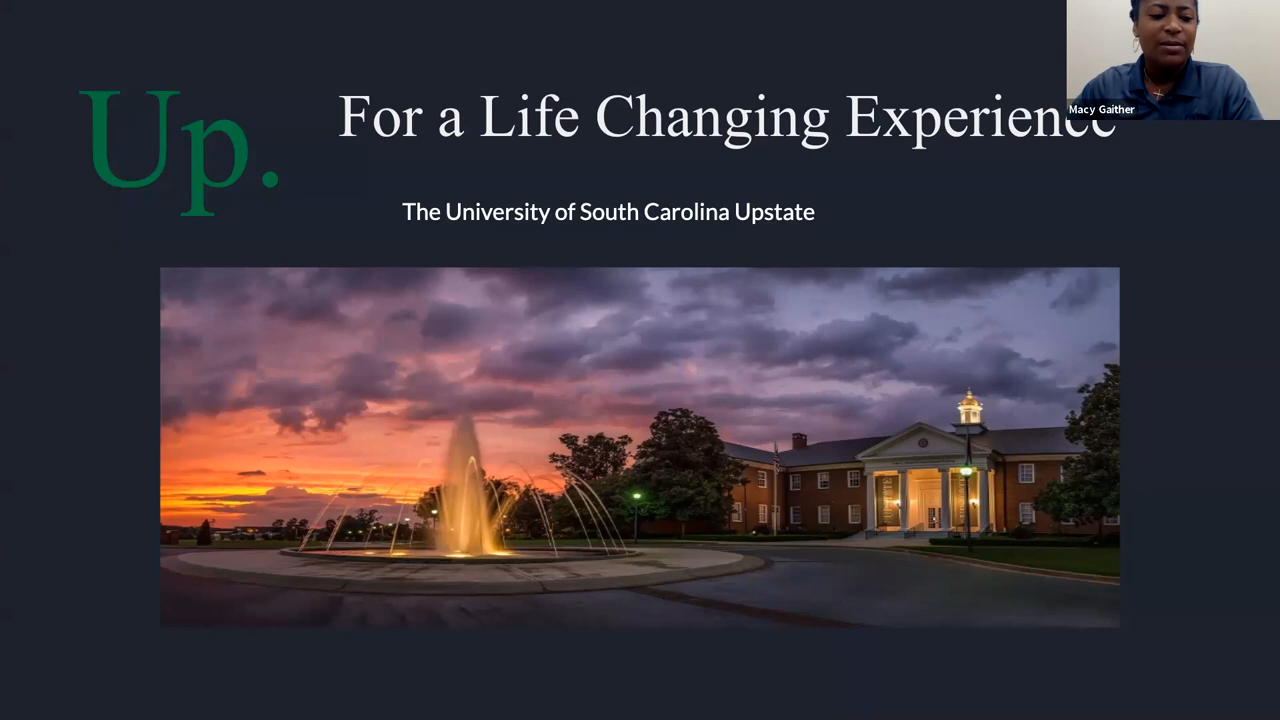 Up.
For a Life Changing Experience
The University of South Carolina Upstate
Macy Gaither